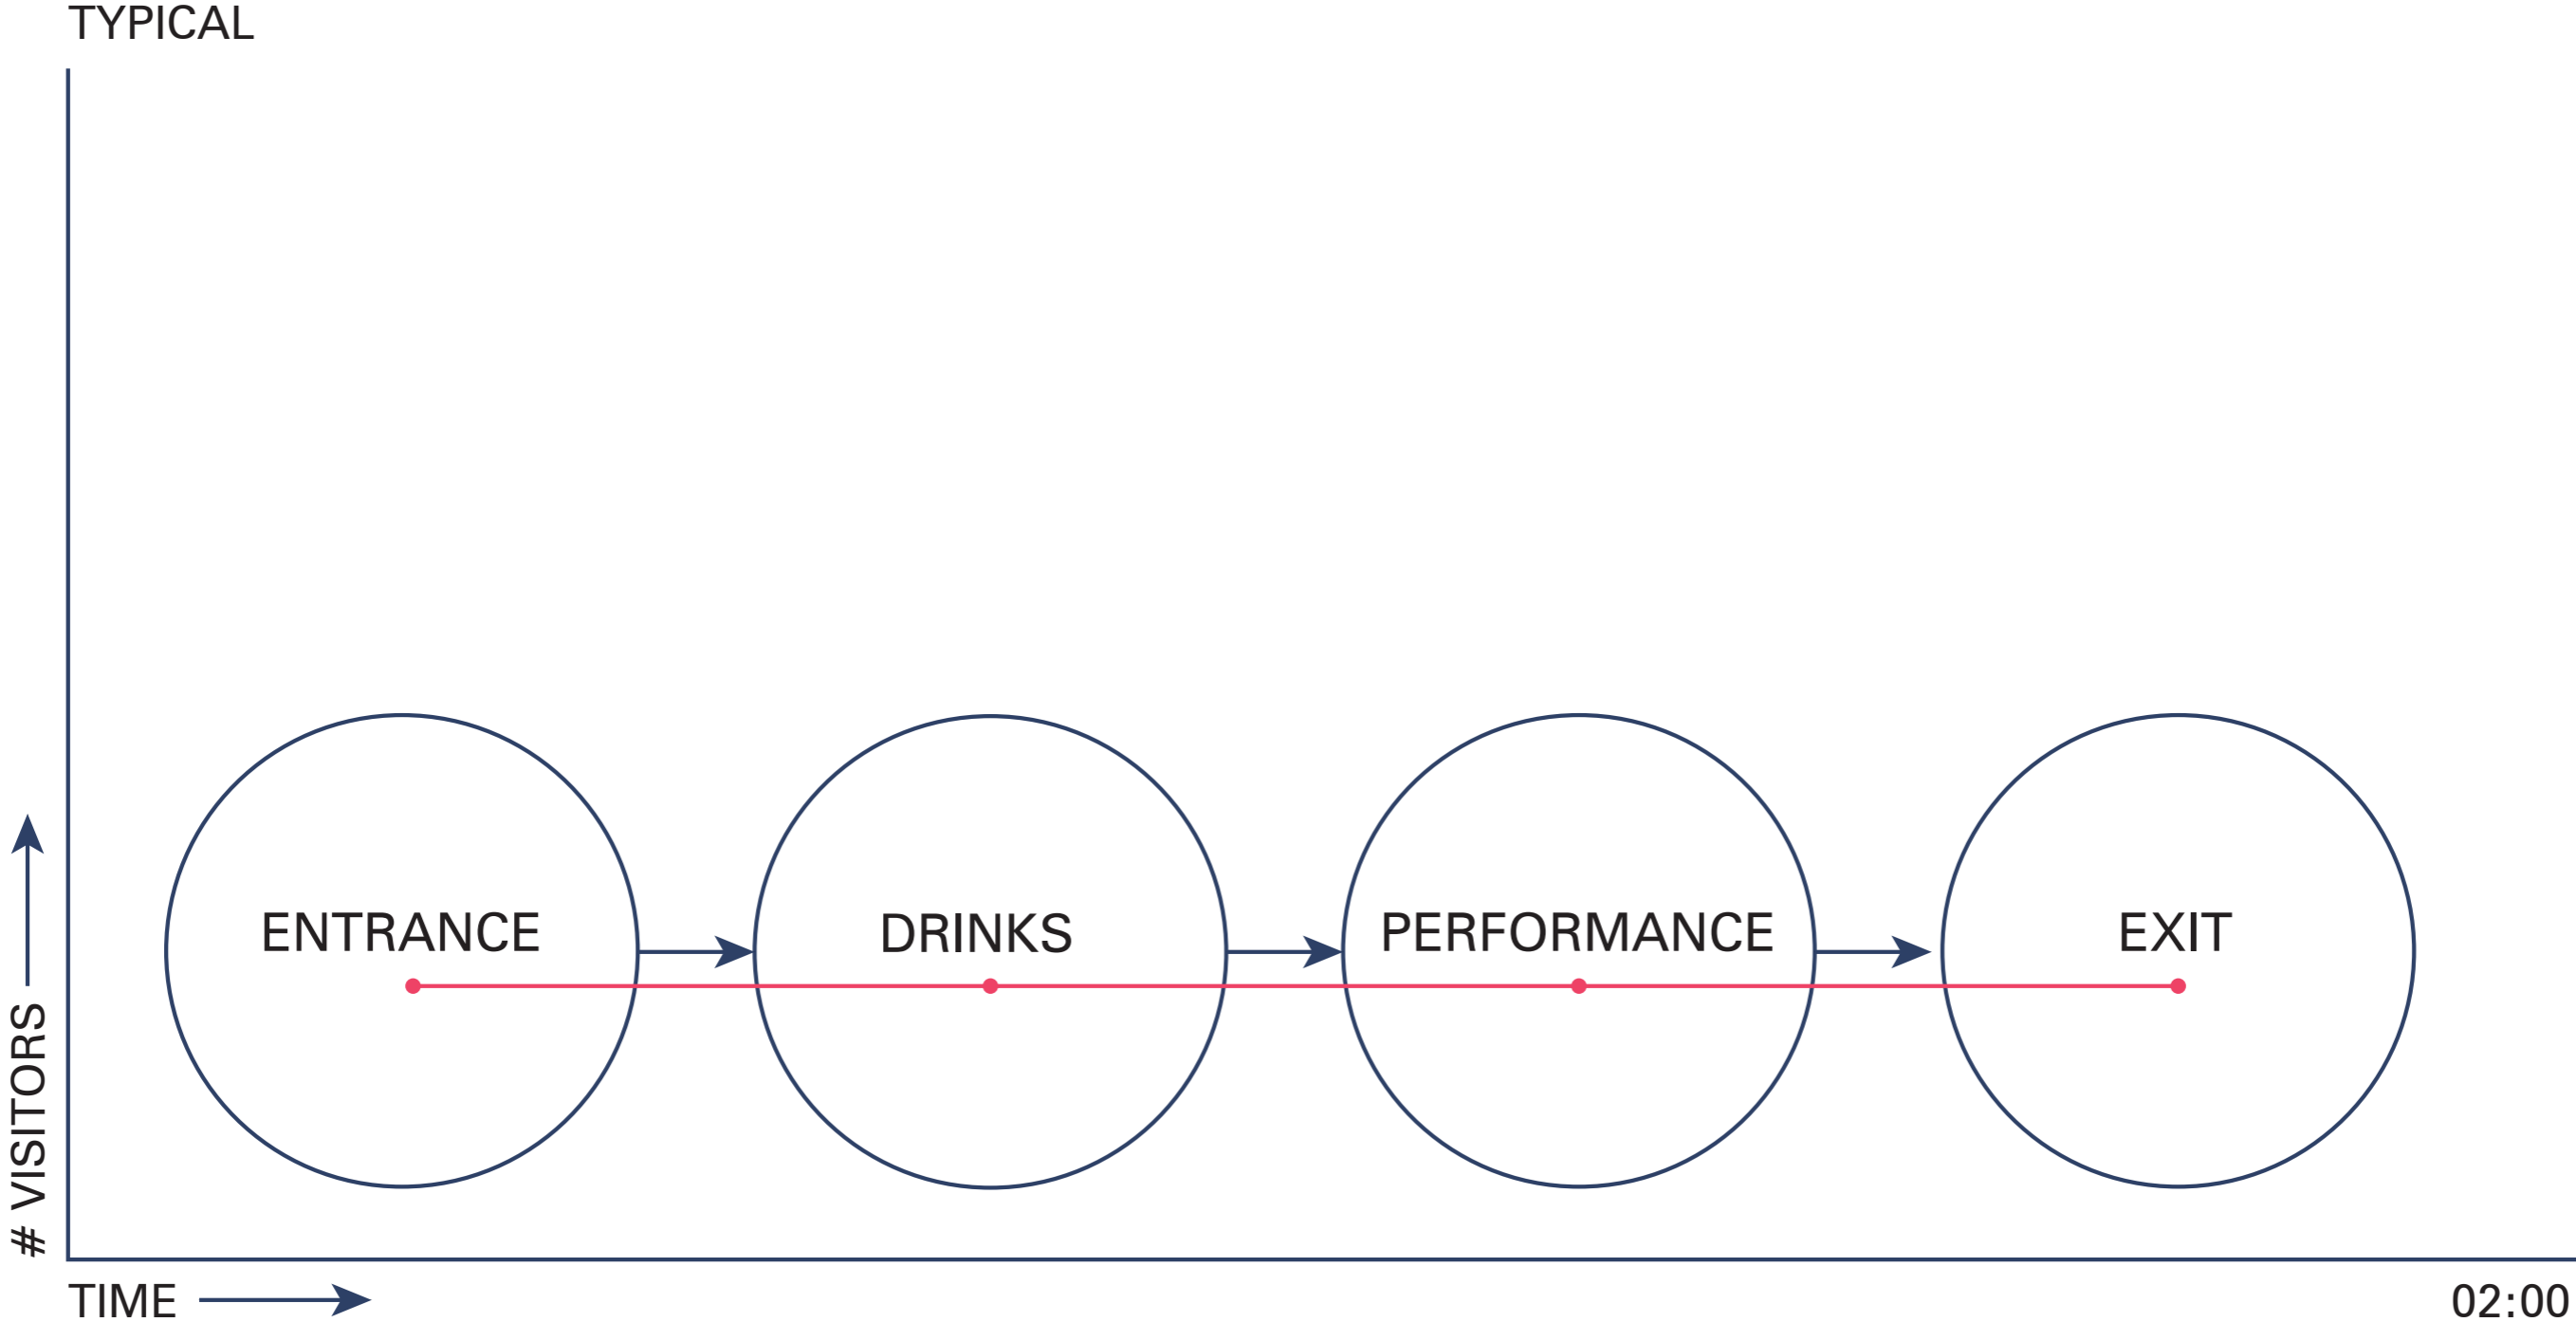 TYPICAL
# VISITORS
ENTRANCE
DRINKS
PERFORMANCE
EXIT
TIME
02:00